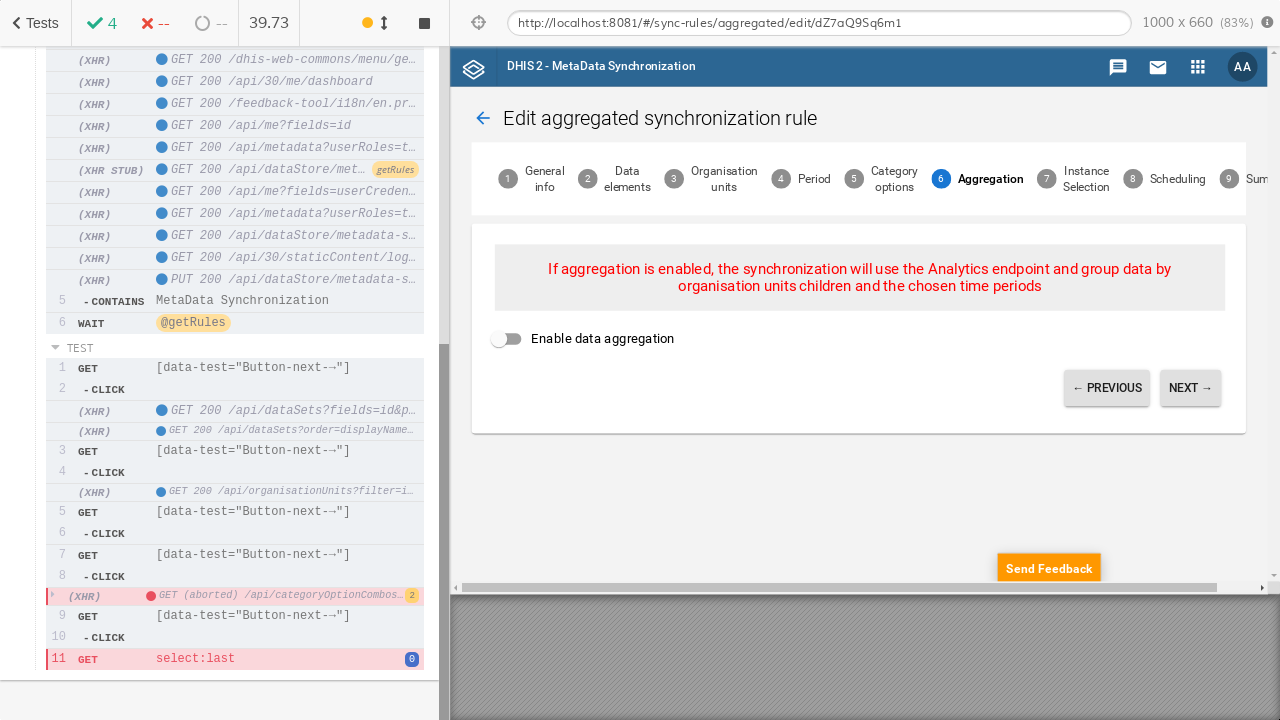 Tests
4
--
--
39.73
http://localhost:8081/#/sync-rules/aggregated/edit/dZ7aQ9Sq6m1
1000 x 660 (83%)
(XHR) GET 200 /dhis-web-commons/menu/ge…
(XHR) GET 200 /api/30/me/dashboard
(XHR) GET 200 /feedback-tool/i18n/en.pr…
(XHR) GET 200 /api/me?fields=id
(XHR) GET 200 /api/metadata?userRoles=t…
(XHR STUB) GET 200 /api/dataStore/met… getRules
(XHR) GET 200 /api/me?fields=userCreden…
(XHR) GET 200 /api/metadata?userRoles=t…
(XHR) GET 200 /api/dataStore/metadata-s…
(XHR) GET 200 /api/30/staticContent/log…
(XHR) PUT 200 /api/dataStore/metadata-s…
5 -CONTAINS MetaData Synchronization
6 WAIT @getRules
TEST
1 GET [data-test="Button-next-→"]
2 -CLICK
(XHR) GET 200 /api/dataSets?fields=id&p…
(XHR) GET 200 /api/dataSets?order=displayName…
3 GET [data-test="Button-next-→"]
4 -CLICK
(XHR) GET 200 /api/organisationUnits?filter=i…
5 GET [data-test="Button-next-→"]
6 -CLICK
7 GET [data-test="Button-next-→"]
8 -CLICK
(XHR) GET (aborted) /api/categoryOptionCombos… 2
9 GET [data-test="Button-next-→"]
10 -CLICK
11 GET select:last 0
DHIS 2 - MetaData Synchronization
AA
Edit aggregated synchronization rule
1 General info
2 Data elements
3 Organisation units
4 Period
5 Category options
6 Aggregation
7 Instance Selection
8 Scheduling
9 Sum
If aggregation is enabled, the synchronization will use the Analytics endpoint and group data by
organisation units children and the chosen time periods
Enable data aggregation
← PREVIOUS
NEXT →
Send Feedback